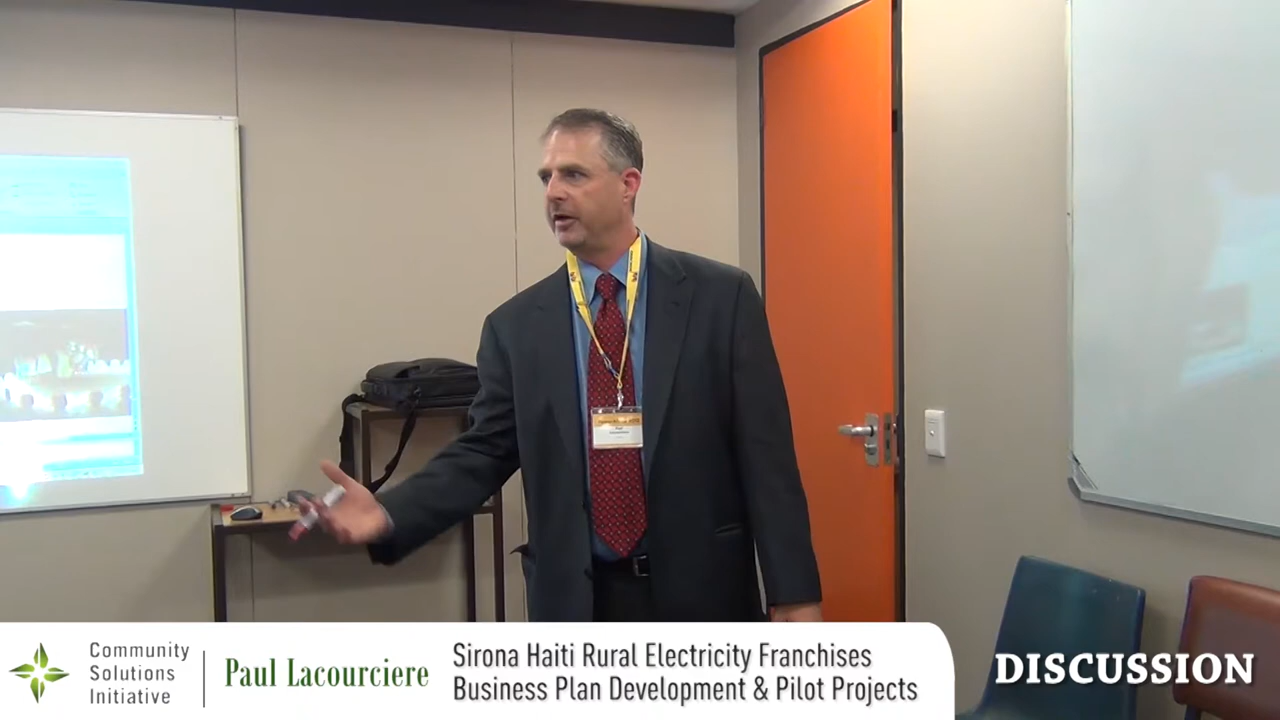 Community
Solutions
Initiative
Paul Lacourciere
Sirona Haiti Rural Electricity Franchises
Business Plan Development & Pilot Projects
DISCUSSION